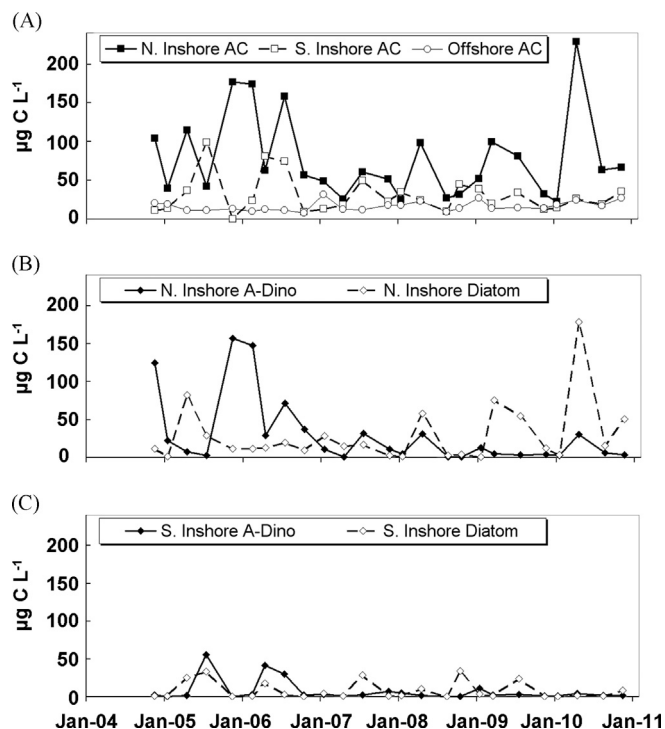 (A)
N. Inshore AC S. Inshore AC Offshore AC
200
150
100
50
0
µg C L-1
(B)
N. Inshore A-Dino N. Inshore Diatom
200
150
100
50
0
µg C L-1
(C)
S. Inshore A-Dino S. Inshore Diatom
200
150
100
50
0
µg C L-1
Jan-04 Jan-05 Jan-06 Jan-07 Jan-08 Jan-09 Jan-10 Jan-11